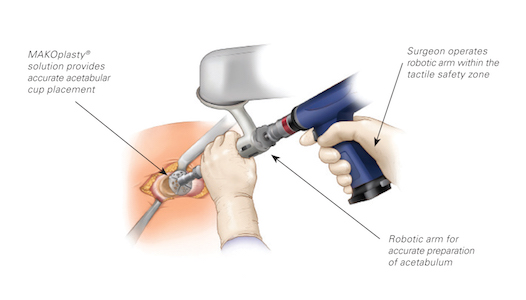 MAKOplasty®
solution provides
accurate acetabular
cup placement
Surgeon operates
robotic arm within the
tactile safety zone
Robotic arm for
accurate preparation
of acetabulum